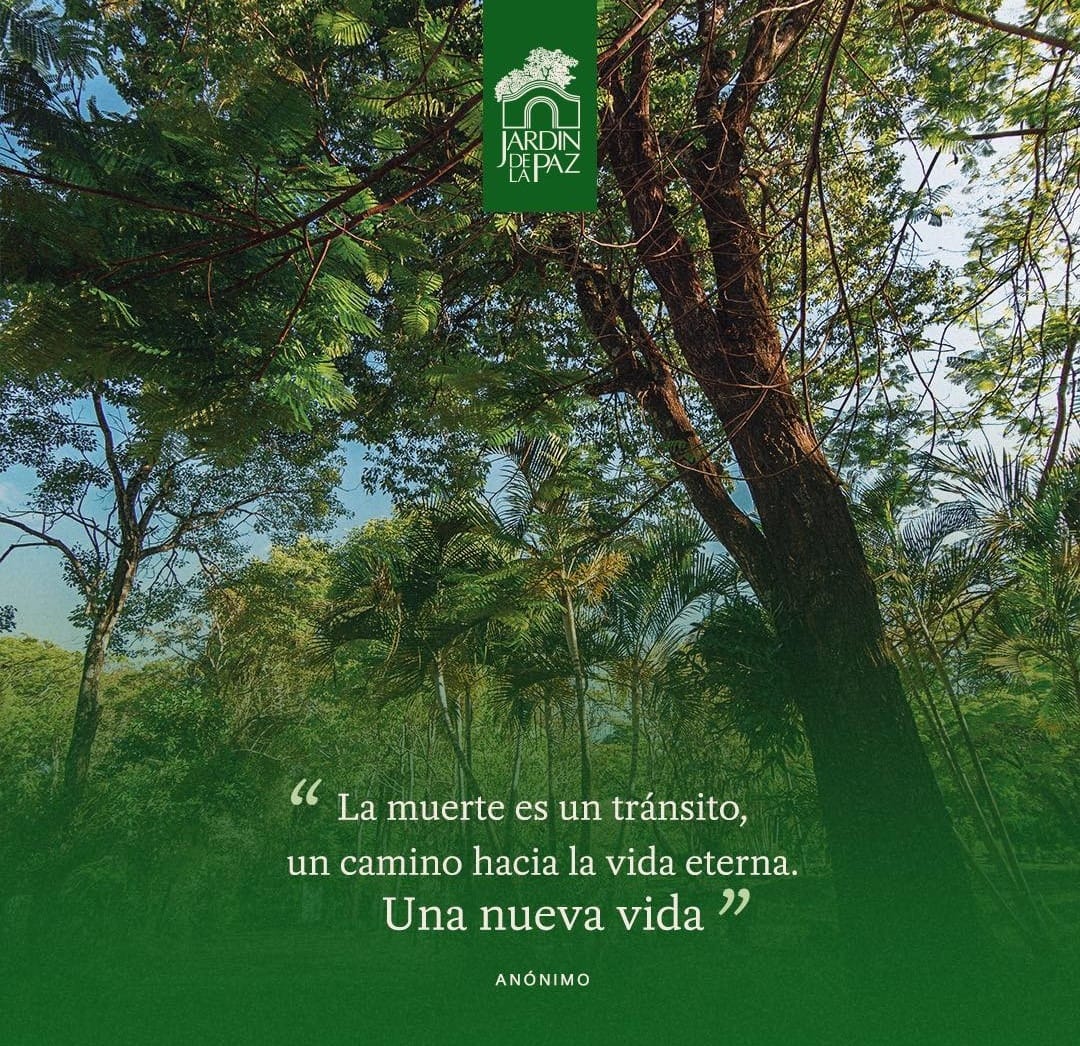 JARDIN
DE
LA PAZ
“ La muerte es un tránsito,
un camino hacia la vida eterna.
Una nueva vida ”
ANÓNIMO